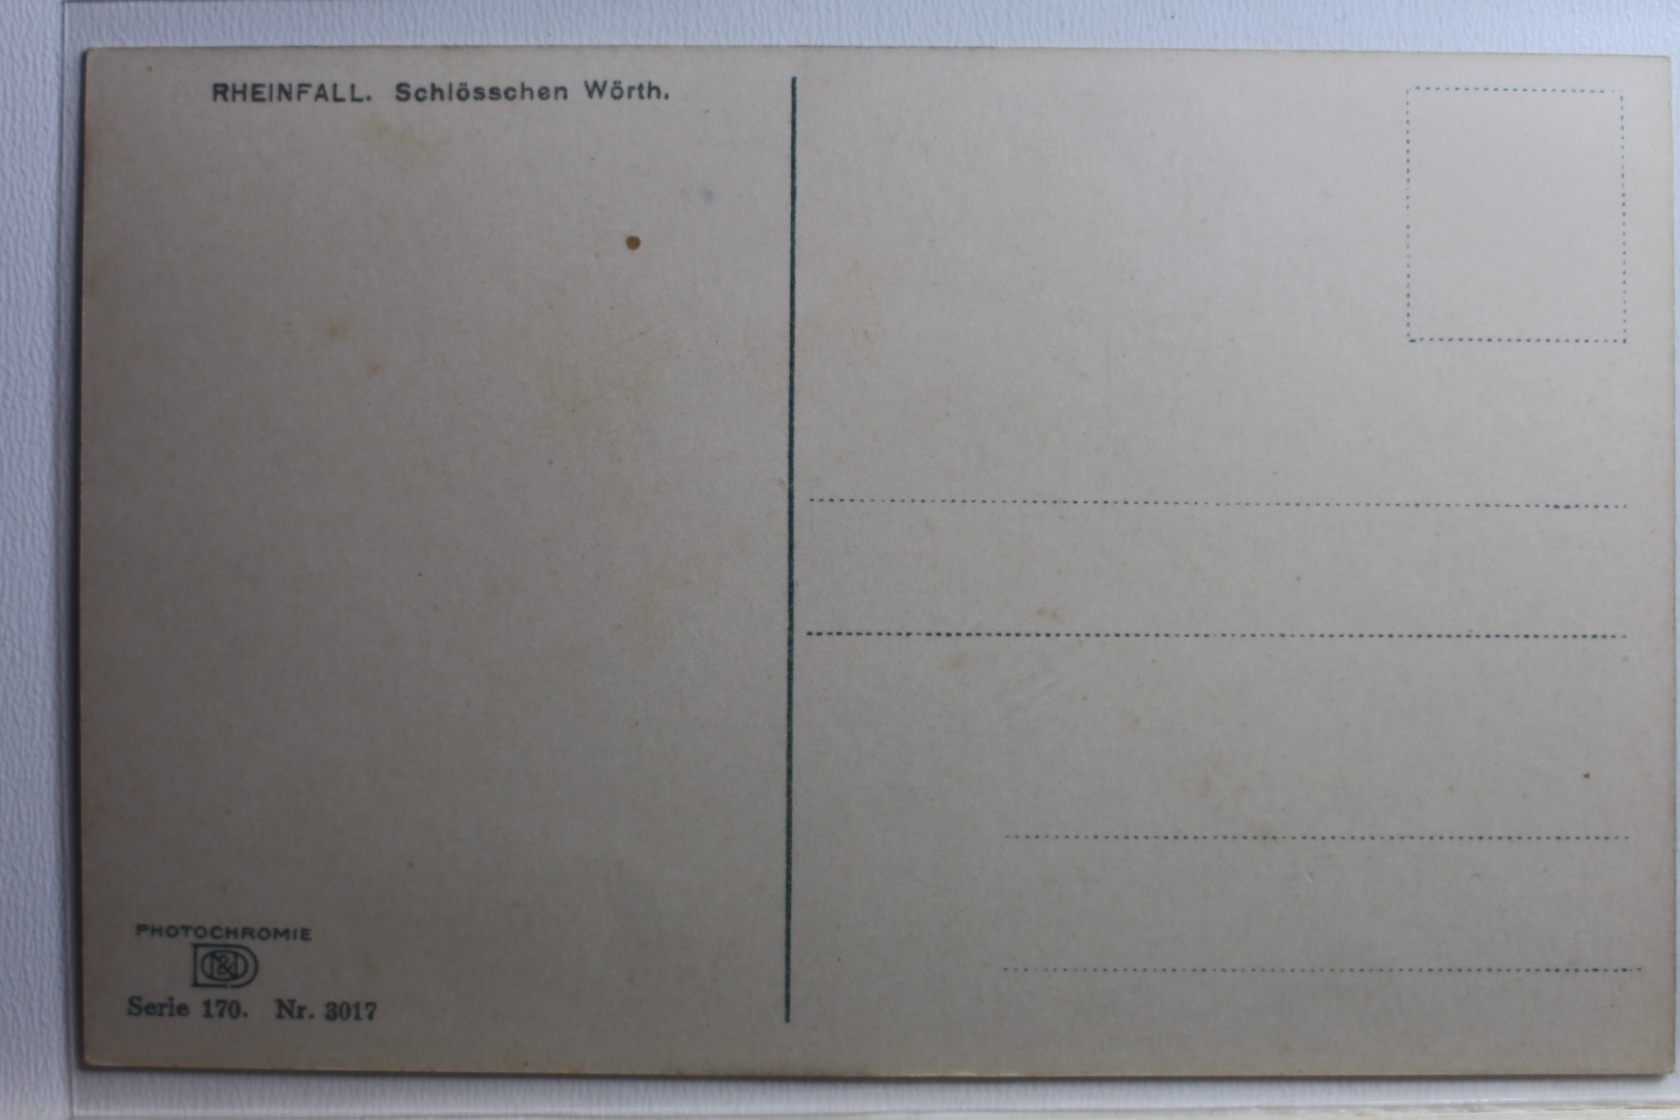 RHEINFALL. Schlösschen Wörth.
PHOTOCHROMIE
Serie 170. Nr. 3017